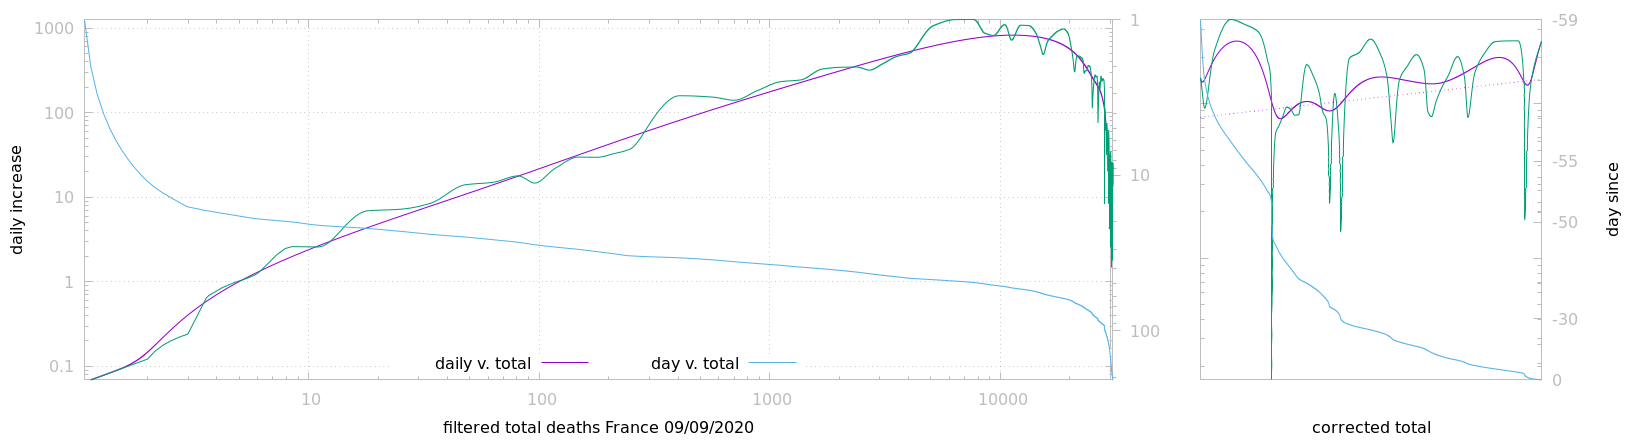 1000
100
10
1
0.1
daily increase
10
100
1000
10000
filtered total deaths France 09/09/2020
daily v. total
day v. total
1
10
100
-59
-55
-50
-30
0
day since
corrected total